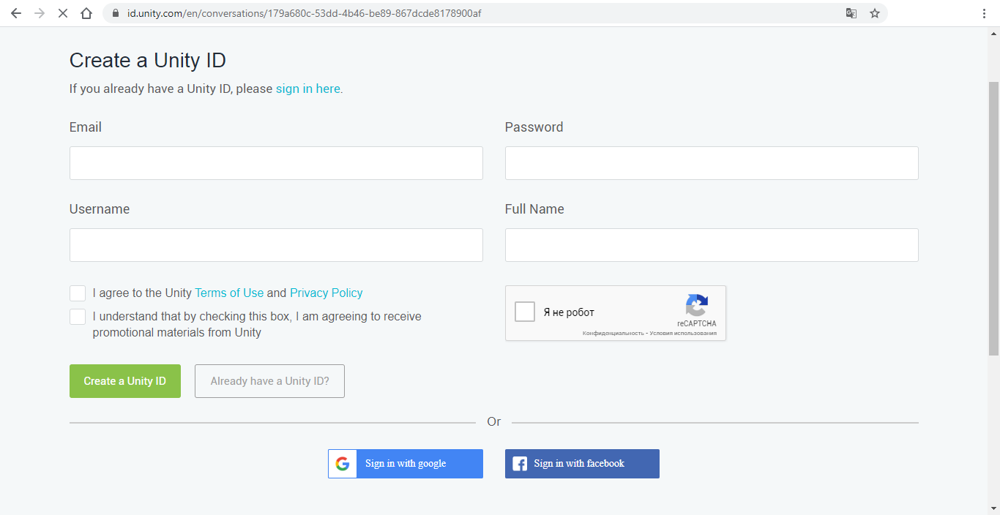 id.unity.com/en/conversations/179a680c-53dd-4b46-be89-867dcde8178900af
Create a Unity ID
If you already have a Unity ID, please sign in here.
Email
Password
Username
Full Name
I agree to the Unity Terms of Use and Privacy Policy
I understand that by checking this box, I am agreeing to receive
promotional materials from Unity
Я не робот
reCAPTCHA
Конфиденциальность - Условия использования
Create a Unity ID
Already have a Unity ID?
Or
Sign in with google
Sign in with facebook